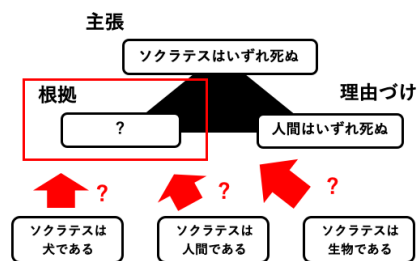 主張
ソクラテスはいずれ死ぬ
根拠
理由づけ
?
人間はいずれ死ぬ
?
?
?
ソクラテスは
犬である
ソクラテスは
人間である
ソクラテスは
生物である